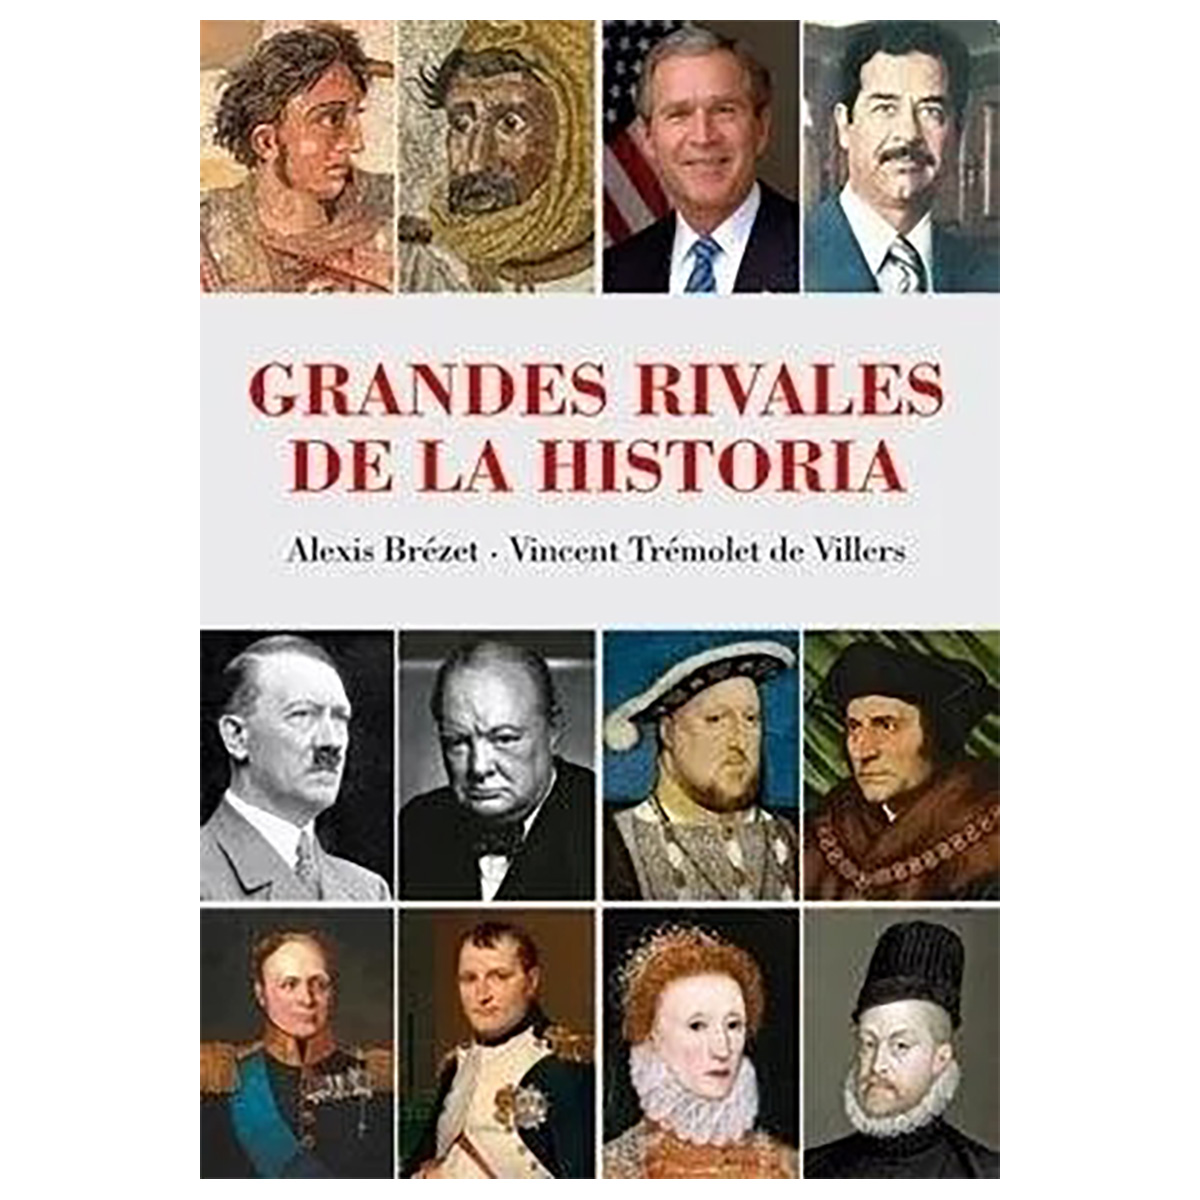 GRANDES RIVALES
DE LA HISTORIA
Alexis Brézet · Vincent Trémolet de Villers